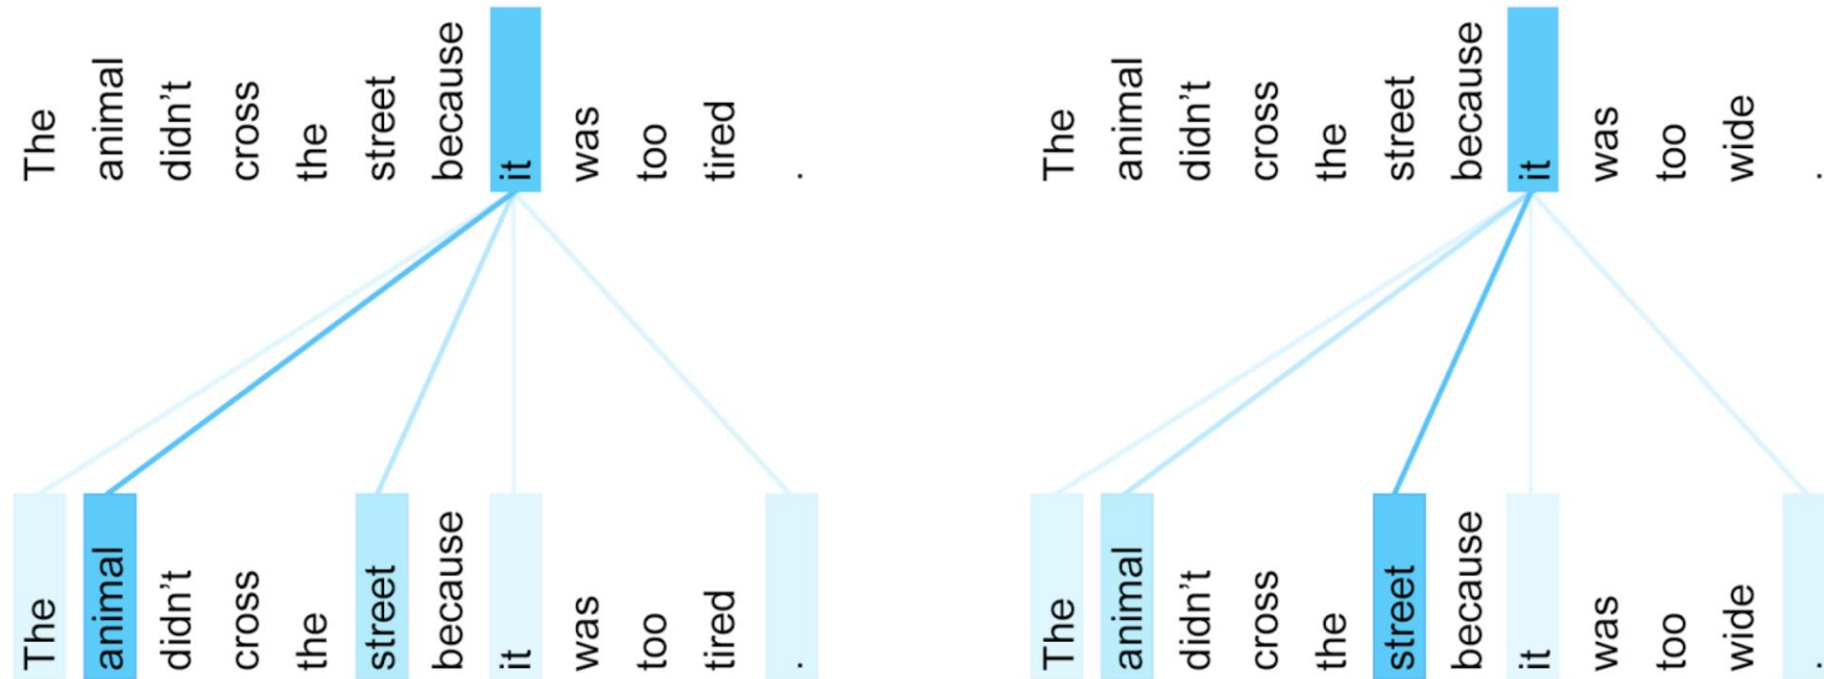 The animal didn't cross the street because it was too tired .
The animal didn't cross the street because it was too tired .
The animal didn't cross the street because it was too wide .
The animal didn't cross the street because it was too wide .